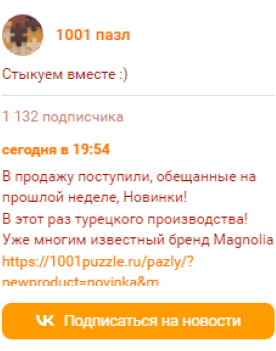 1001 пазл
Стыкуем вместе :)
1 132 подписчика
сегодня в 19:54
В продажу поступили, обещанные на
прошлой неделе, Новинки!
В этот раз турецкого производства!
Уже многим известный бренд Magnolia
https://1001puzzle.ru/pazly/?
newproduct=novinka&m
Подписаться на новости